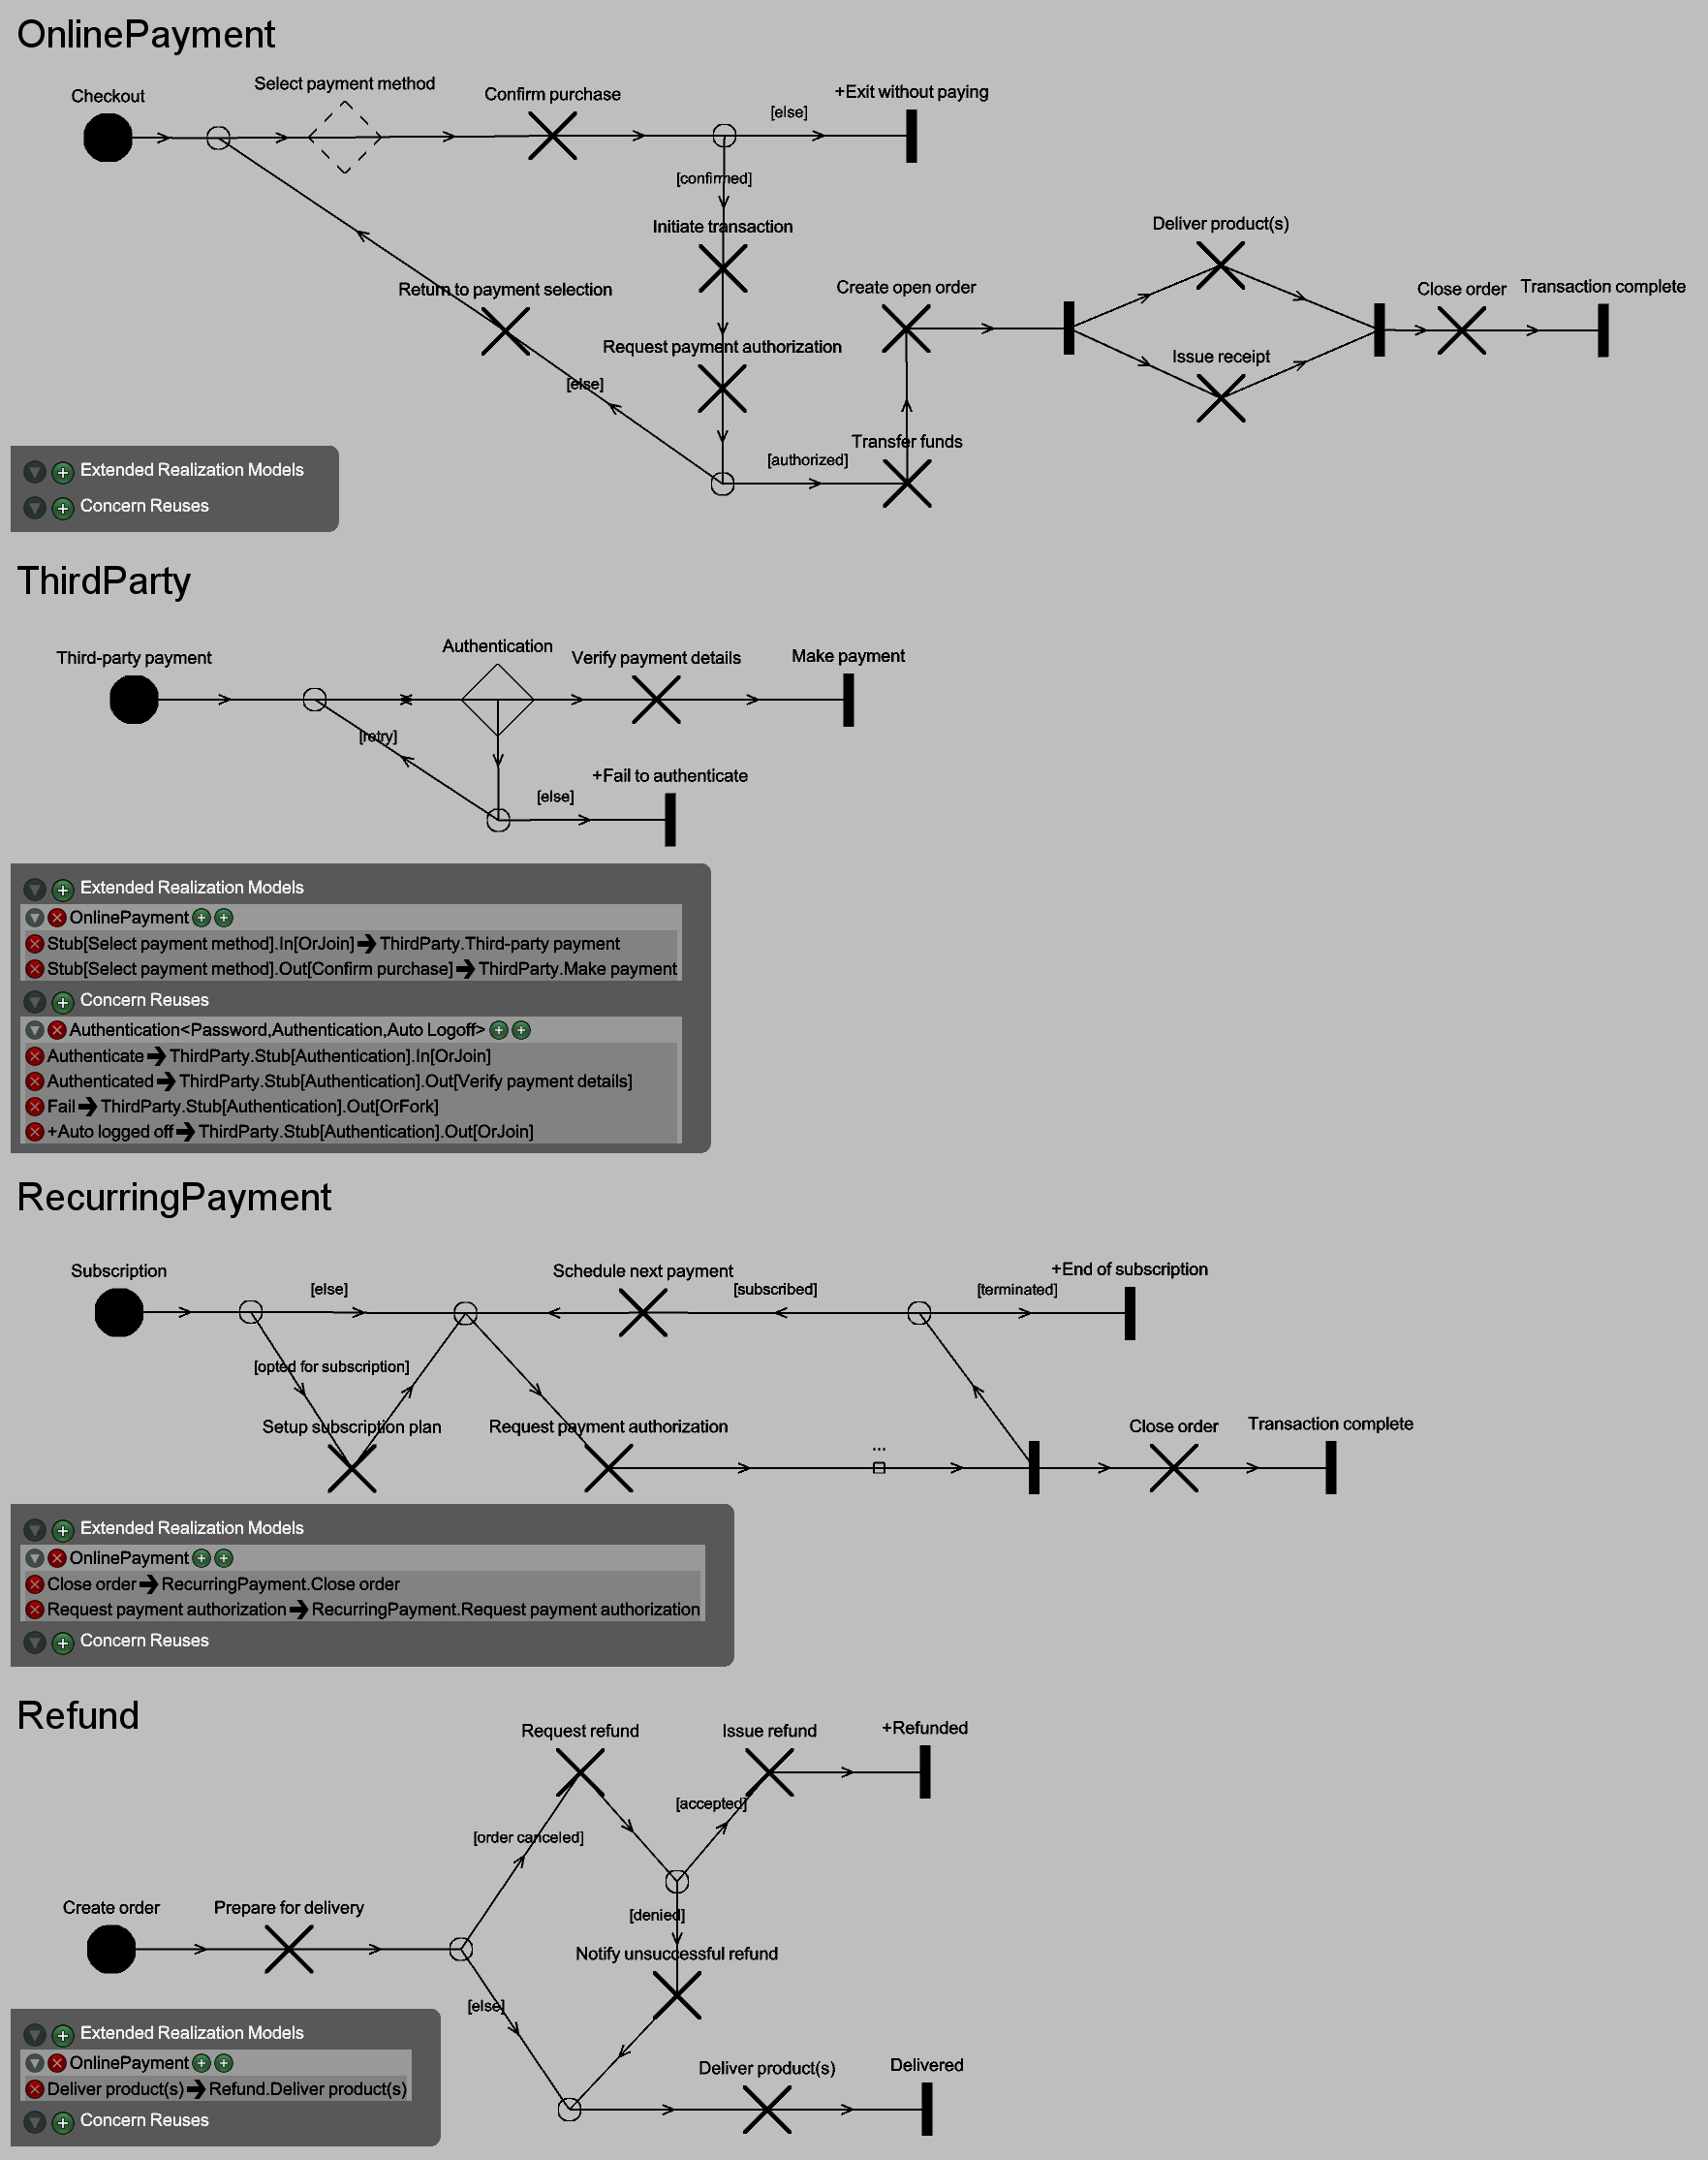 OnlinePayment
Select payment method
Checkout
Confirm purchase
+Exit without paying
[else]
[confirmed]
Initiate transaction
Deliver product(s)
Return to payment selection
Create open order
Close order
Transaction complete
Request payment authorization
Issue receipt
[else]
Transfer funds
[authorized]
Extended Realization Models
Concern Reuses
ThirdParty
Third-party payment
Authentication
Verify payment details
Make payment
[retry]
+Fail to authenticate
[else]
Extended Realization Models
OnlinePayment
Stub[Select payment method].In[OrJoin] ThirdParty.Third-party payment
Stub[Select payment method].Out[Confirm purchase] ThirdParty.Make payment
Concern Reuses
Authentication<Password,Authentication,Auto Logoff>
Authenticate ThirdParty.Stub[Authentication].In[OrJoin]
Authenticated ThirdParty.Stub[Authentication].Out[Verify payment details]
Fail ThirdParty.Stub[Authentication].Out[OrFork]
+Auto logged off ThirdParty.Stub[Authentication].Out[OrJoin]
RecurringPayment
Subscription
[else]
Schedule next payment
[subscribed]
+End of subscription
[terminated]
[opted for subscription]
Setup subscription plan
Request payment authorization
...
Close order
Transaction complete
Extended Realization Models
OnlinePayment
Close order RecurringPayment.Close order
Request payment authorization RecurringPayment.Request payment authorization
Concern Reuses
Refund
Request refund
Issue refund
+Refunded
[accepted]
[order canceled]
Create order
Prepare for delivery
[denied]
Notify unsuccessful refund
[else]
Deliver product(s)
Delivered
Extended Realization Models
OnlinePayment
Deliver product(s) Refund.Deliver product(s)
Concern Reuses